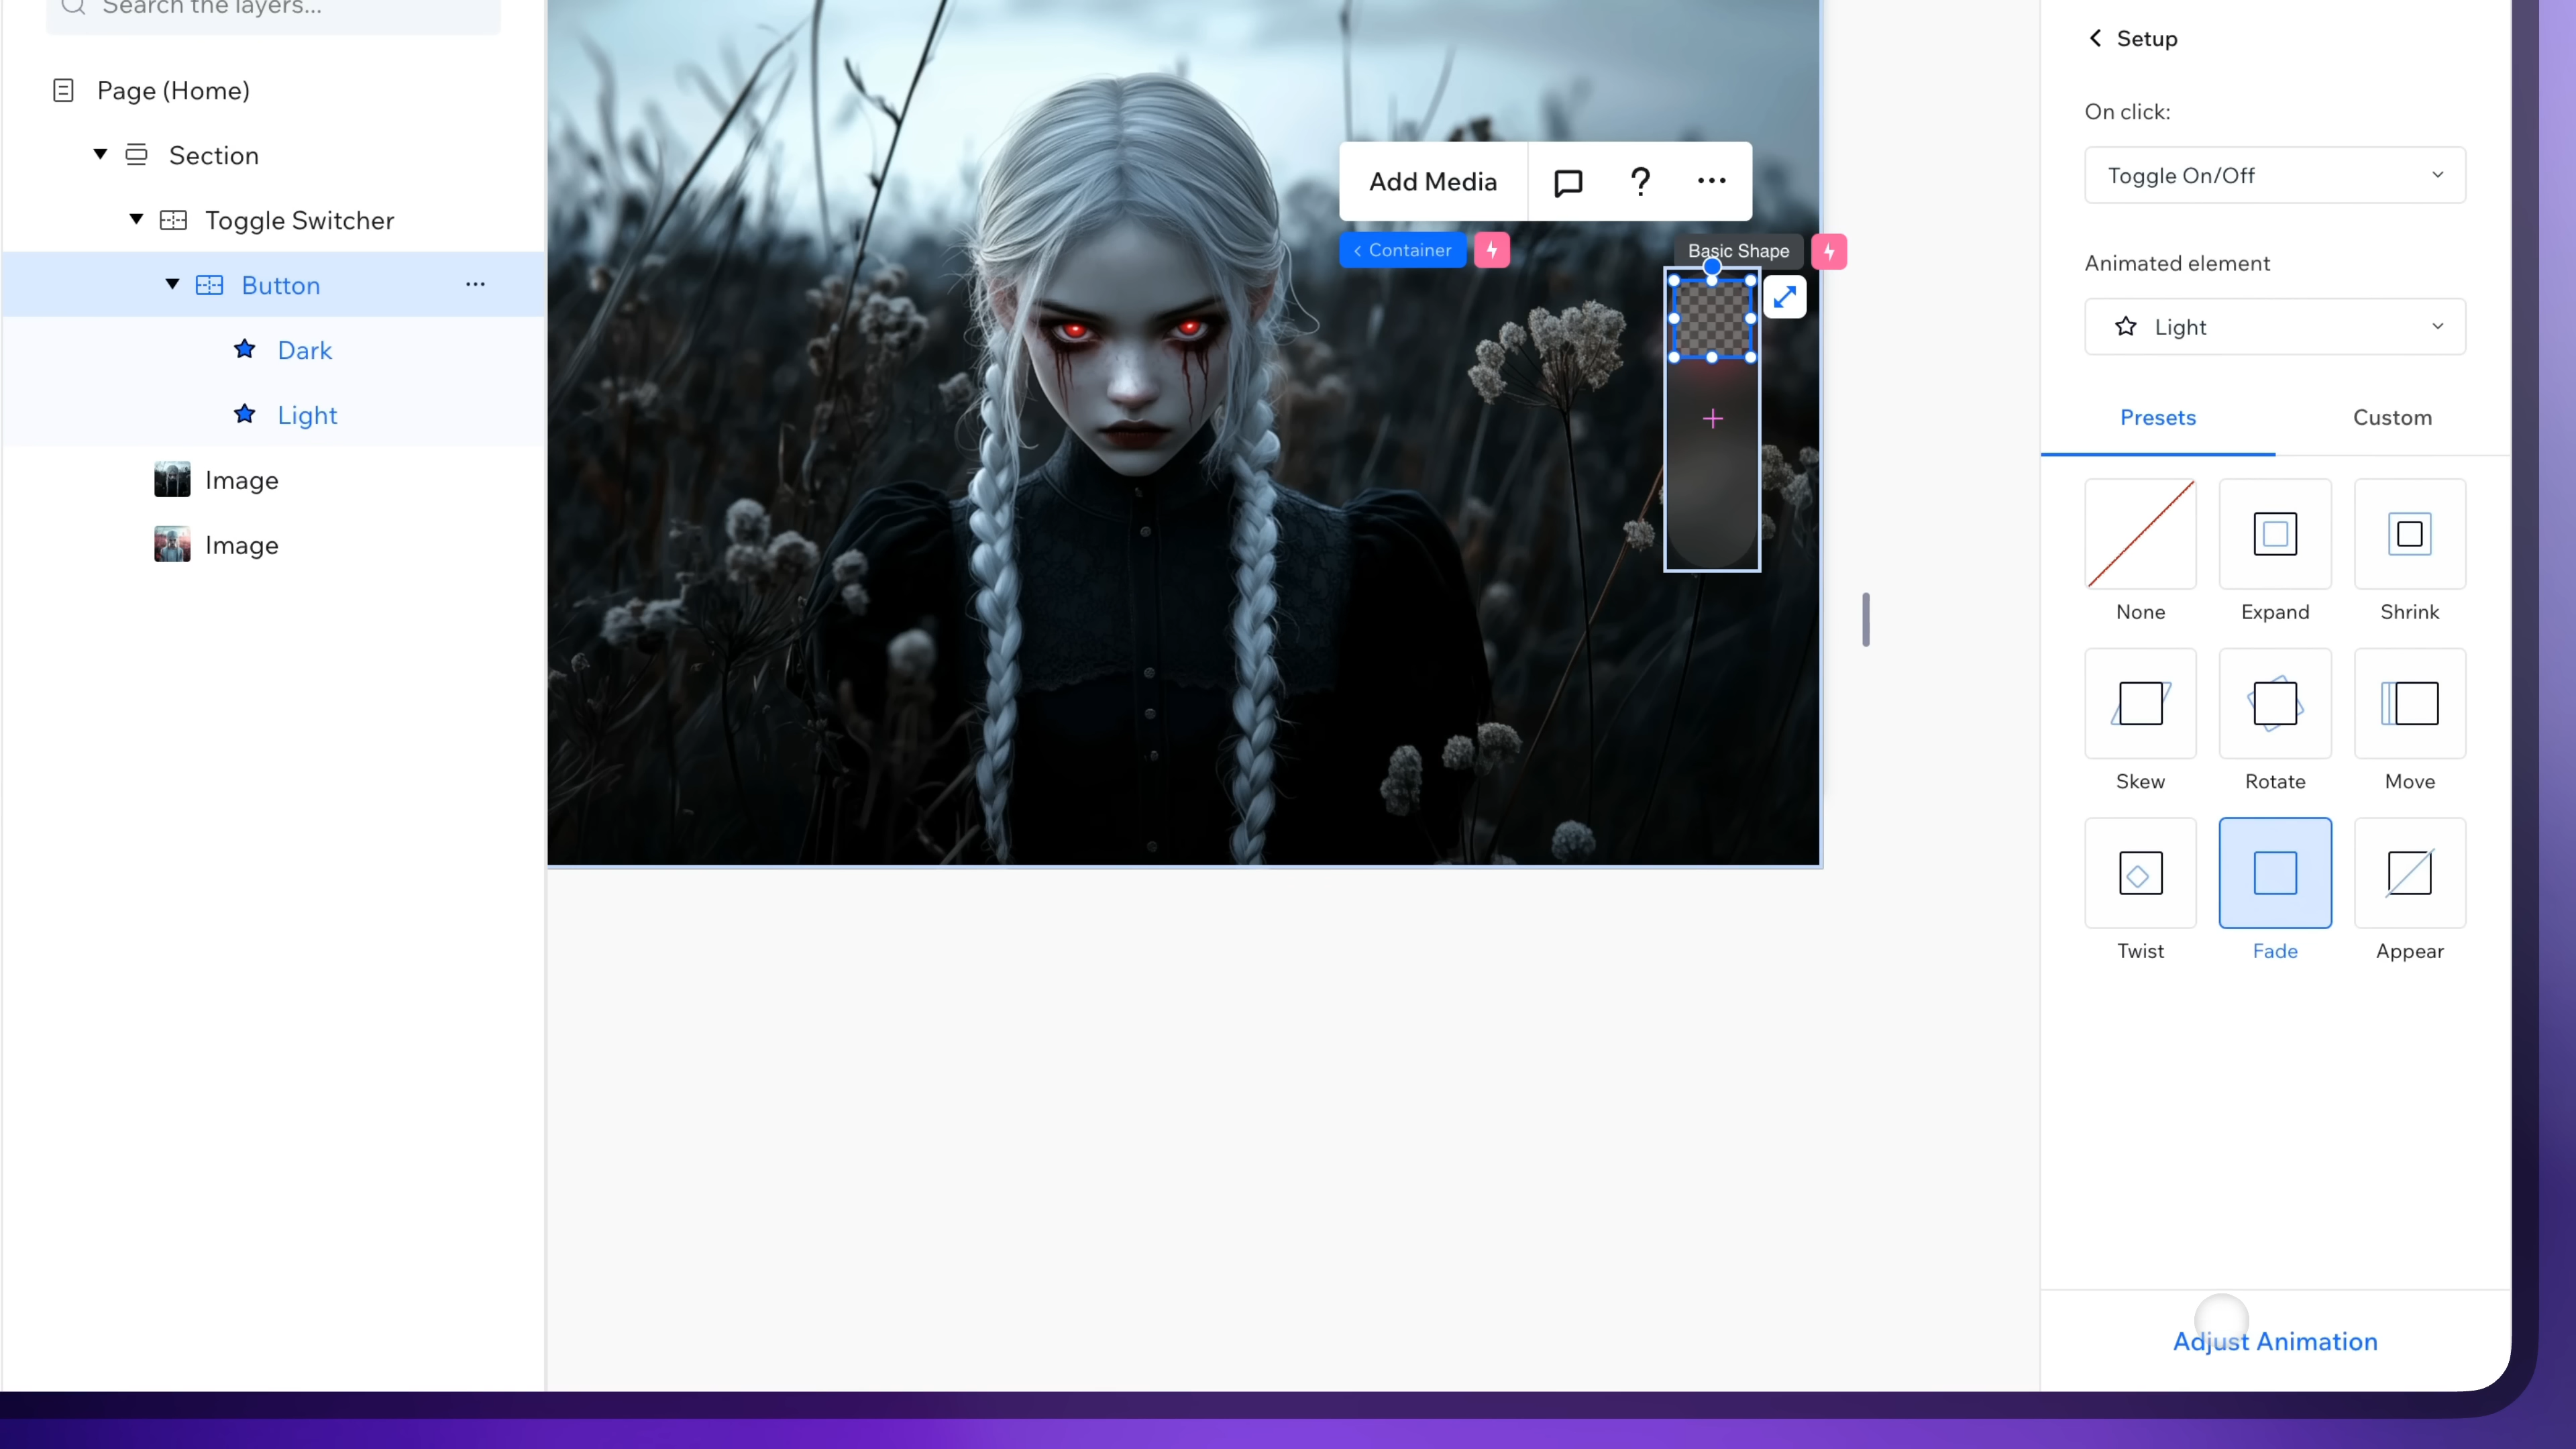 Search the layers...
Page (Home)
Section
Toggle Switcher
Button
Dark
Light
Image
Image
Add Media
Container
Basic Shape
Setup
On click:
Toggle On/Off
Animated element
Light
Presets
Custom
None
Expand
Shrink
Skew
Rotate
Move
Twist
Fade
Appear
Adjust Animation